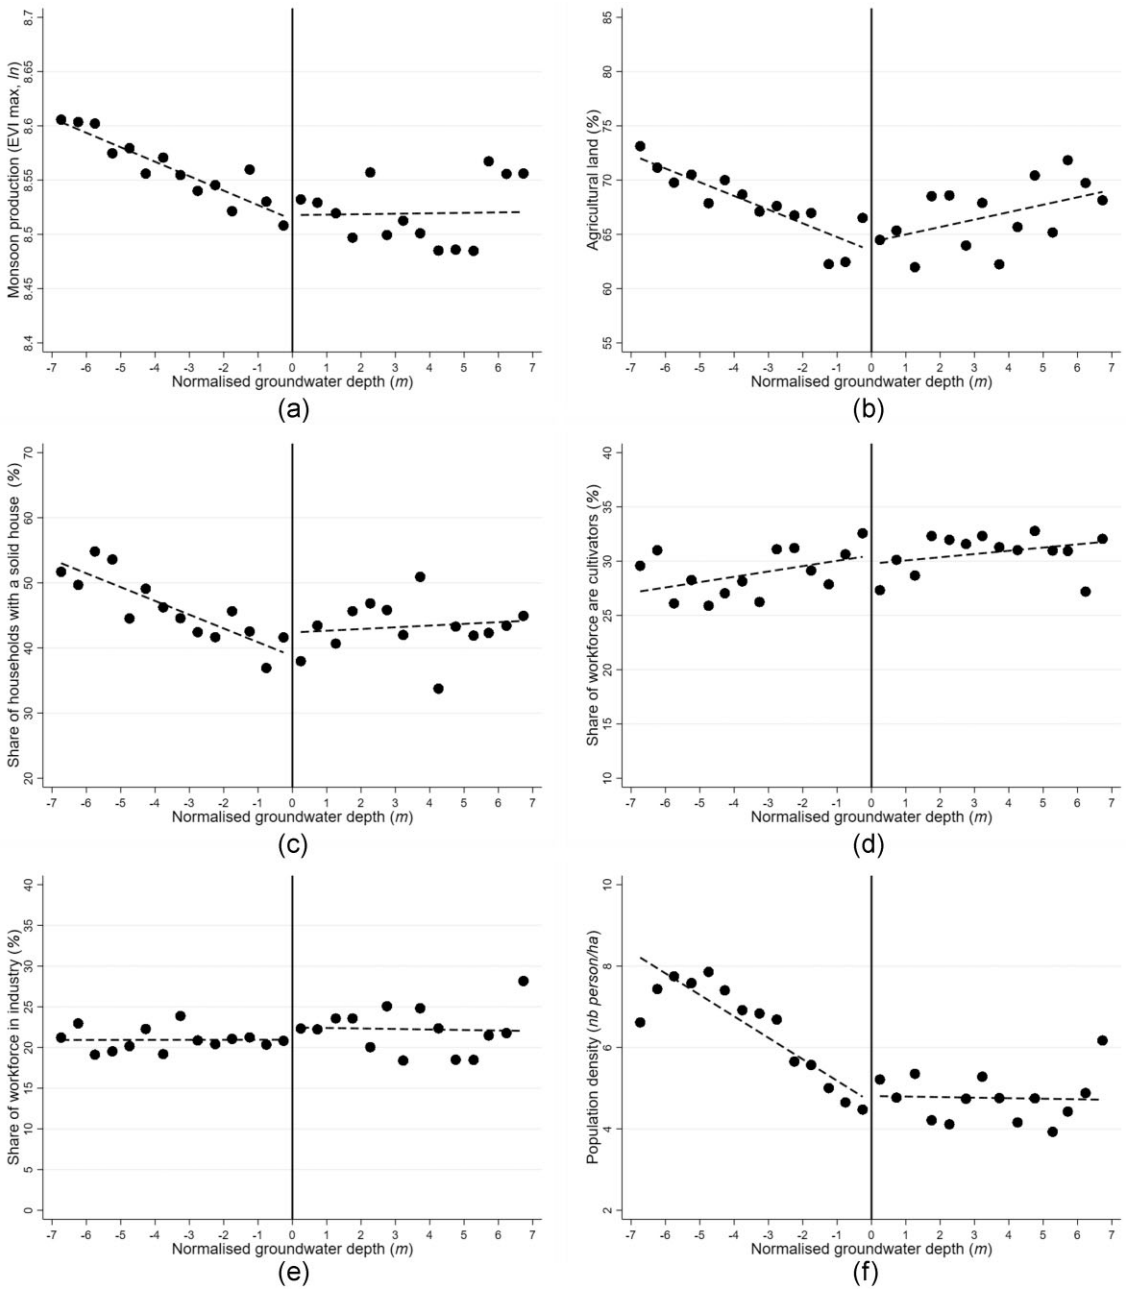 Monsoon production (EVI max, ln)
8.7
8.65
8.6
8.55
8.5
8.45
8.4
-7 -6 -5 -4 -3 -2 -1 0 1 2 3 4 5 6 7
Normalised groundwater depth (m)
(a)
Agricultural land (%)
85
80
75
70
65
60
55
-7 -6 -5 -4 -3 -2 -1 0 1 2 3 4 5 6 7
Normalised groundwater depth (m)
(b)
Share of households with a solid house (%)
70
60
50
40
30
20
-7 -6 -5 -4 -3 -2 -1 0 1 2 3 4 5 6 7
Normalised groundwater depth (m)
(c)
Share of workforce are cultivators (%)
40
35
30
25
20
15
10
-7 -6 -5 -4 -3 -2 -1 0 1 2 3 4 5 6 7
Normalised groundwater depth (m)
(d)
Share of workforce in industry (%)
40
35
30
25
20
15
10
5
0
-7 -6 -5 -4 -3 -2 -1 0 1 2 3 4 5 6 7
Normalised groundwater depth (m)
(e)
Population density (nb person/ha)
10
8
6
4
2
-7 -6 -5 -4 -3 -2 -1 0 1 2 3 4 5 6 7
Normalised groundwater depth (m)
(f)